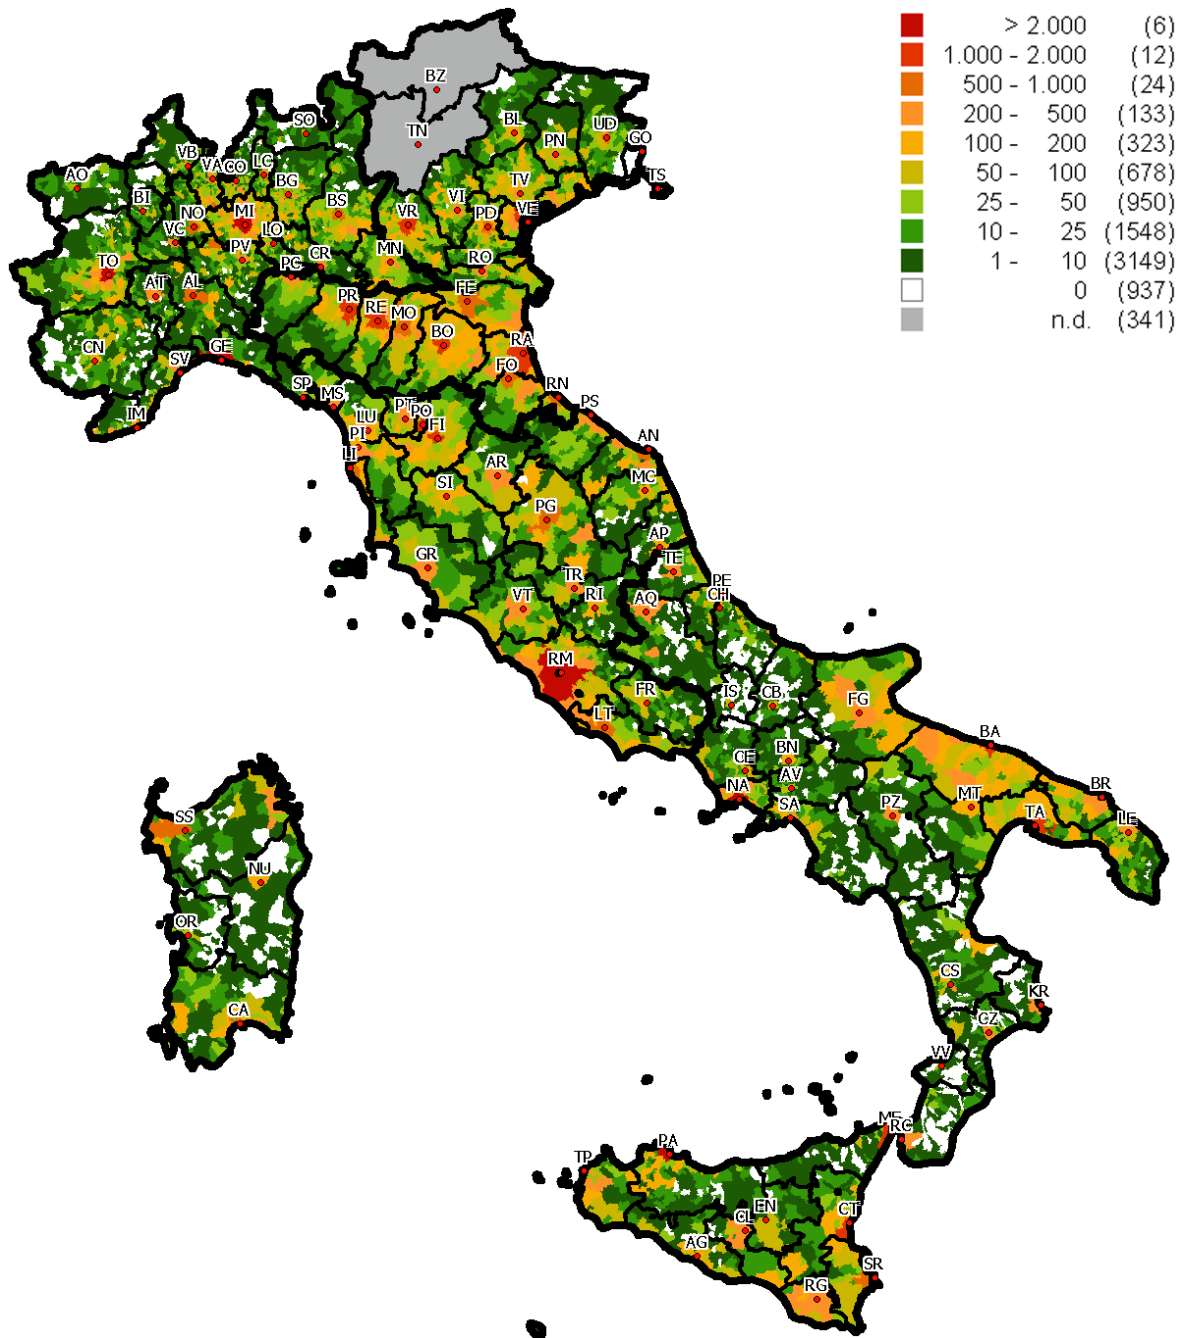 > 2.000 (6)
1.000 - 2.000 (12)
500 - 1.000 (24)
200 - 500 (133)
100 - 200 (323)
50 - 100 (678)
25 - 50 (950)
10 - 25 (1548)
1 - 10 (3149)
0 (937)
n.d. (341)
BZ
SO
TN
BL
UD
PN
GO
VB
VA
CO
LC
AO
BG
TS
BI
TV
BS
VI
NO
MI
VR
PD
VE
VC
LO
PV
MN
CR
RO
TO
PC
AT
AL
FE
PR
RE
MO
BO
RA
CN
SV
GE
FO
SP
MS
RN
PS
IM
LU
PT
PO
FI
PI
LI
AN
AR
SI
MC
PG
AP
GR
TE
TR
VT
RI
AQ
PE
CH
RM
FR
IS
CB
FG
LT
BA
BN
CE
AV
NA
SA
PZ
MT
BR
TA
LE
SS
NU
OR
CS
CA
KR
CZ
VV
ME
RC
PA
TP
EN
CL
CT
AG
SR
RG